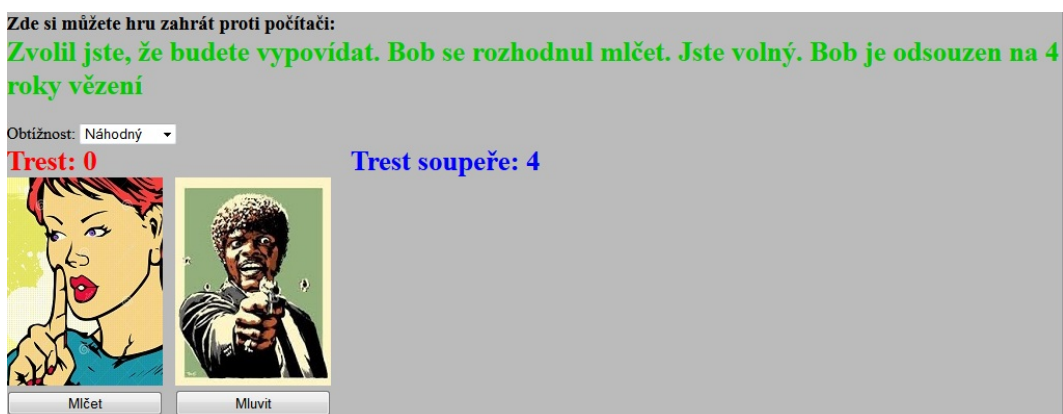 Zde si můžete hru zahrát proti počítači:
Zvolil jste, že budete vypovídat. Bob se rozhodnul mlčet. Jste volný. Bob je odsouzen na 4
roky vězení
Obtížnost: Náhodný
Trest: 0 Trest soupeře: 4
Mlčet Mluvit